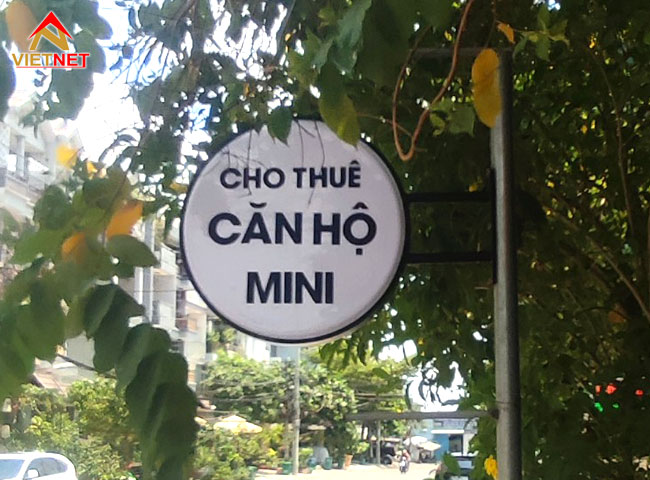 VIETNET
CHO THUÊ
CĂN HỘ
MINI